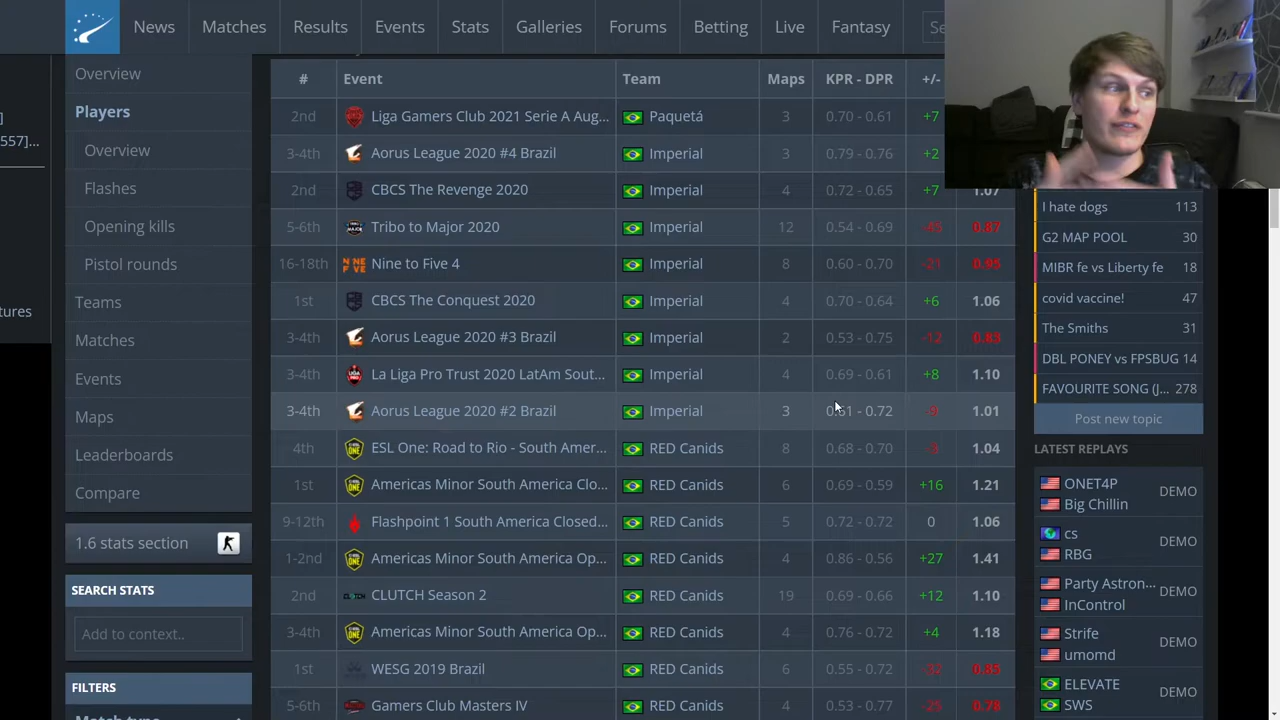 News Matches Results Events Stats Galleries Forums Betting Live Fantasy Se
]
557]...
tures
Overview
Players
Overview
Flashes
Opening kills
Pistol rounds
Teams
Matches
Events
Maps
Leaderboards
Compare
1.6 stats section
SEARCH STATS
Add to context..
FILTERS
Match type
# Event Team Maps KPR - DPR +/-
2nd Liga Gamers Club 2021 Serie A Aug... Paquetá 3 0.70 - 0.61 +7
3-4th Aorus League 2020 #4 Brazil Imperial 3 0.79 - 0.76 +2
2nd CBCS The Revenge 2020 Imperial 4 0.72 - 0.65 +7 1.07
5-6th Tribo to Major 2020 Imperial 12 0.54 - 0.69 0.87
16-18th Nine to Five 4 Imperial 8 0.60 - 0.70 -21 0.95
1st CBCS The Conquest 2020 Imperial 4 0.70 - 0.64 +6 1.06
3-4th Aorus League 2020 #3 Brazil Imperial 2 0.53 - 0.75 -12 0.83
3-4th La Liga Pro Trust 2020 LatAm Sout... Imperial 4 0.69 - 0.61 +8 1.10
3-4th Aorus League 2020 #2 Brazil Imperial 3 0.61 - 0.72 1.01
4th ESL One: Road to Rio - South Amer... RED Canids 8 0.68 - 0.70 1.04
1st Americas Minor South America Clo... RED Canids 6 0.69 - 0.59 +16 1.21
9-12th Flashpoint 1 South America Closed... RED Canids 5 0.72 - 0.72 0 1.06
1-2nd Americas Minor South America Op... RED Canids 4 0.86 - 0.56 +27 1.41
2nd CLUTCH Season 2 RED Canids 19 0.69 - 0.66 +12 1.10
3-4th Americas Minor South America Op... RED Canids 4 0.76 - 0.72 +4 1.18
1st WESG 2019 Brazil RED Canids 6 0.55 - 0.72 -32 0.85
5-6th Gamers Club Masters IV RED Canids 4 0.53 - 0.77 -25 0.78
I hate dogs 113
G2 MAP POOL 30
MIBR fe vs Liberty fe 18
covid vaccine! 47
The Smiths 31
DBL PONEY vs FPSBUG 14
FAVOURITE SONG (J... 278
Post new topic
LATEST REPLAYS
ONET4P
Big Chillin DEMO
cs
RBG DEMO
Party Astron...
InControl DEMO
Strife
umomd DEMO
ELEVATE
SWS DEMO